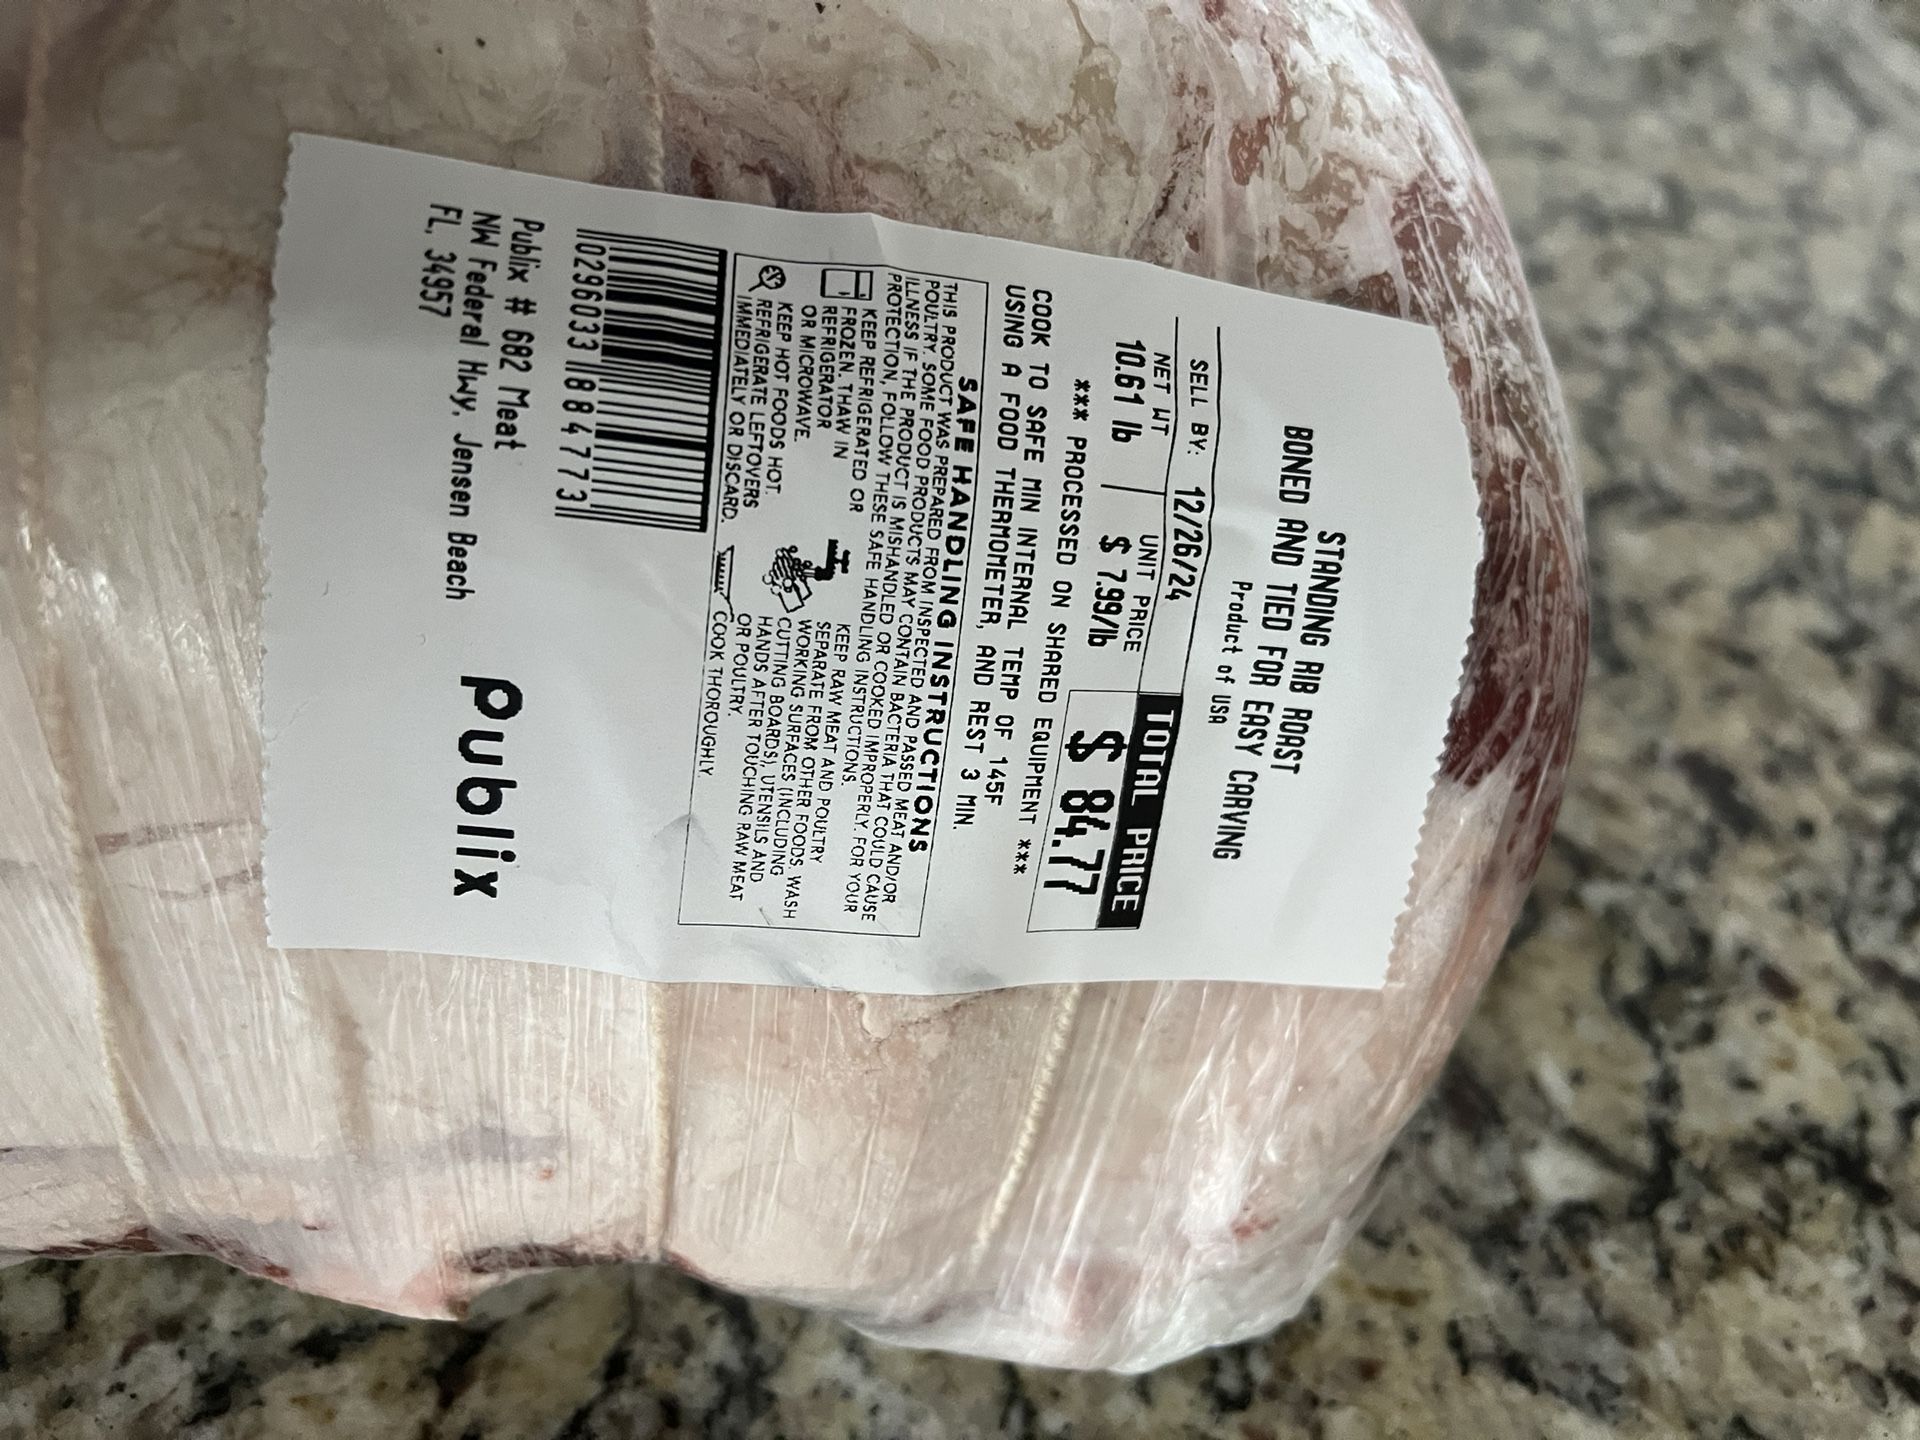 STANDING RIB ROAST
BONED AND TIED FOR EASY CARVING
Product of USA
SELL BY: 12/26/24
NET WT
UNIT PRICE
TOTAL PRICE
10.61 lb
$ 7.99/lb
$ 84.77
*** PROCESSED ON SHARED EQUIPMENT ***
COOK TO SAFE MIN INTERNAL TEMP OF 145F
USING A FOOD THERMOMETER, AND REST 3 MIN.
SAFE HANDLING INSTRUCTIONS
THIS PRODUCT WAS PREPARED FROM INSPECTED AND PASSED MEAT AND/OR
POULTRY. SOME FOOD PRODUCTS MAY CONTAIN BACTERIA THAT COULD CAUSE
ILLNESS IF THE PRODUCT IS MISHANDLED OR COOKED IMPROPERLY. FOR YOUR
PROTECTION, FOLLOW THESE SAFE HANDLING INSTRUCTIONS.
KEEP REFRIGERATED OR
FROZEN. THAW IN
REFRIGERATOR
OR MICROWAVE.
KEEP HOT FOODS HOT.
REFRIGERATE LEFTOVERS
IMMEDIATELY OR DISCARD.
KEEP RAW MEAT AND POULTRY
SEPARATE FROM OTHER FOODS. WASH
WORKING SURFACES (INCLUDING
CUTTING BOARDS), UTENSILS AND
HANDS AFTER TOUCHING RAW MEAT
OR POULTRY.
COOK THOROUGHLY.
0296033 884773
Publix # 682 Meat
NW Federal Hwy, Jensen Beach
FL, 34957
Publix